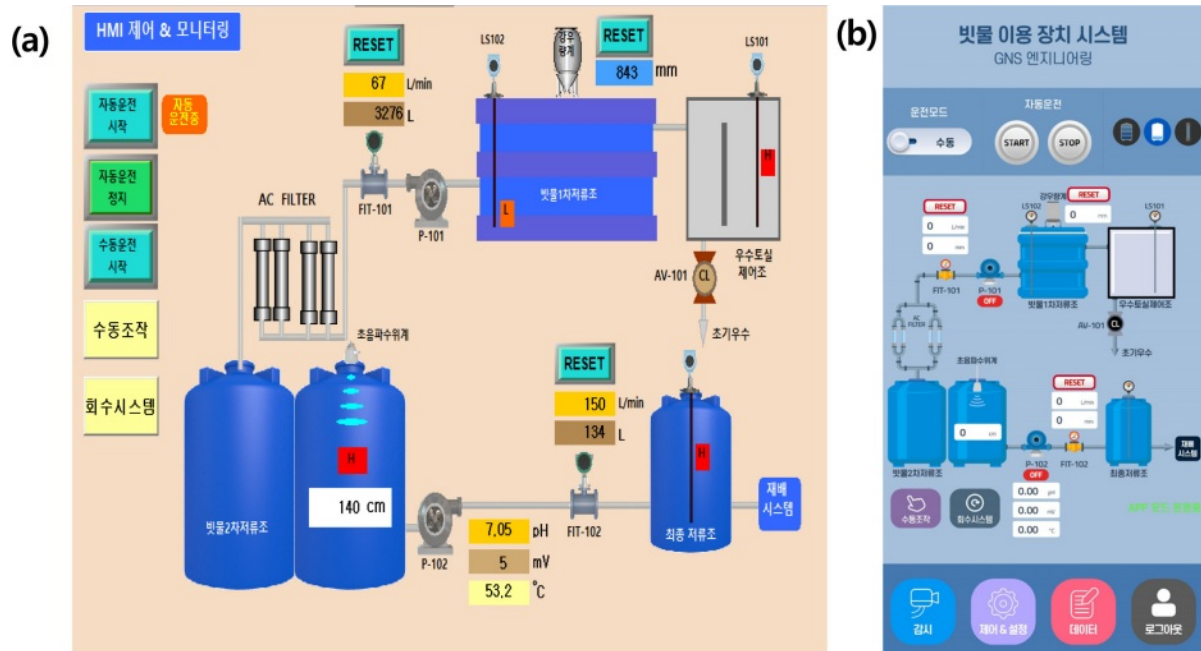 (a)
HMI 제어 & 모니터링
자동운전
시작
자동
운전중
자동운전
정지
수동운전
시작
수동조작
회수시스템
RESET
67 L/min
3276 L
FIT-101
P-101
AC FILTER
LS102
강우
량계
RESET
843 mm
LS101
L
빗물1차저류조
H
우수토실
제어조
AV-101
CL
초기우수
초음파수위계
H
140 cm
빗물2차저류조
P-102
RESET
150 L/min
134 L
FIT-102
7.05 pH
5 mV
53.2 ℃
H
최종 저류조
재배
시스템
(b)
빗물 이용 장치 시스템
GNS 엔지니어링
운전모드
수동
자동운전
START
STOP
RESET
0 L/min
0 mm
FIT-101
P-101
OFF
LS102
강우량계
RESET
0 mm
LS101
빗물1차저류조
우수토실제어조
AV-101
CL
초기우수
AC
FILTER
초음파수위계
0 cm
빗물2차저류조
RESET
0 L/min
0 mm
P-102
OFF
FIT-102
최종저류조
재배
시스템
수동조작
회수시스템
0.00 pH
0.00 mV
0.00 ℃
감시
제어 & 설정
데이터
로그아웃